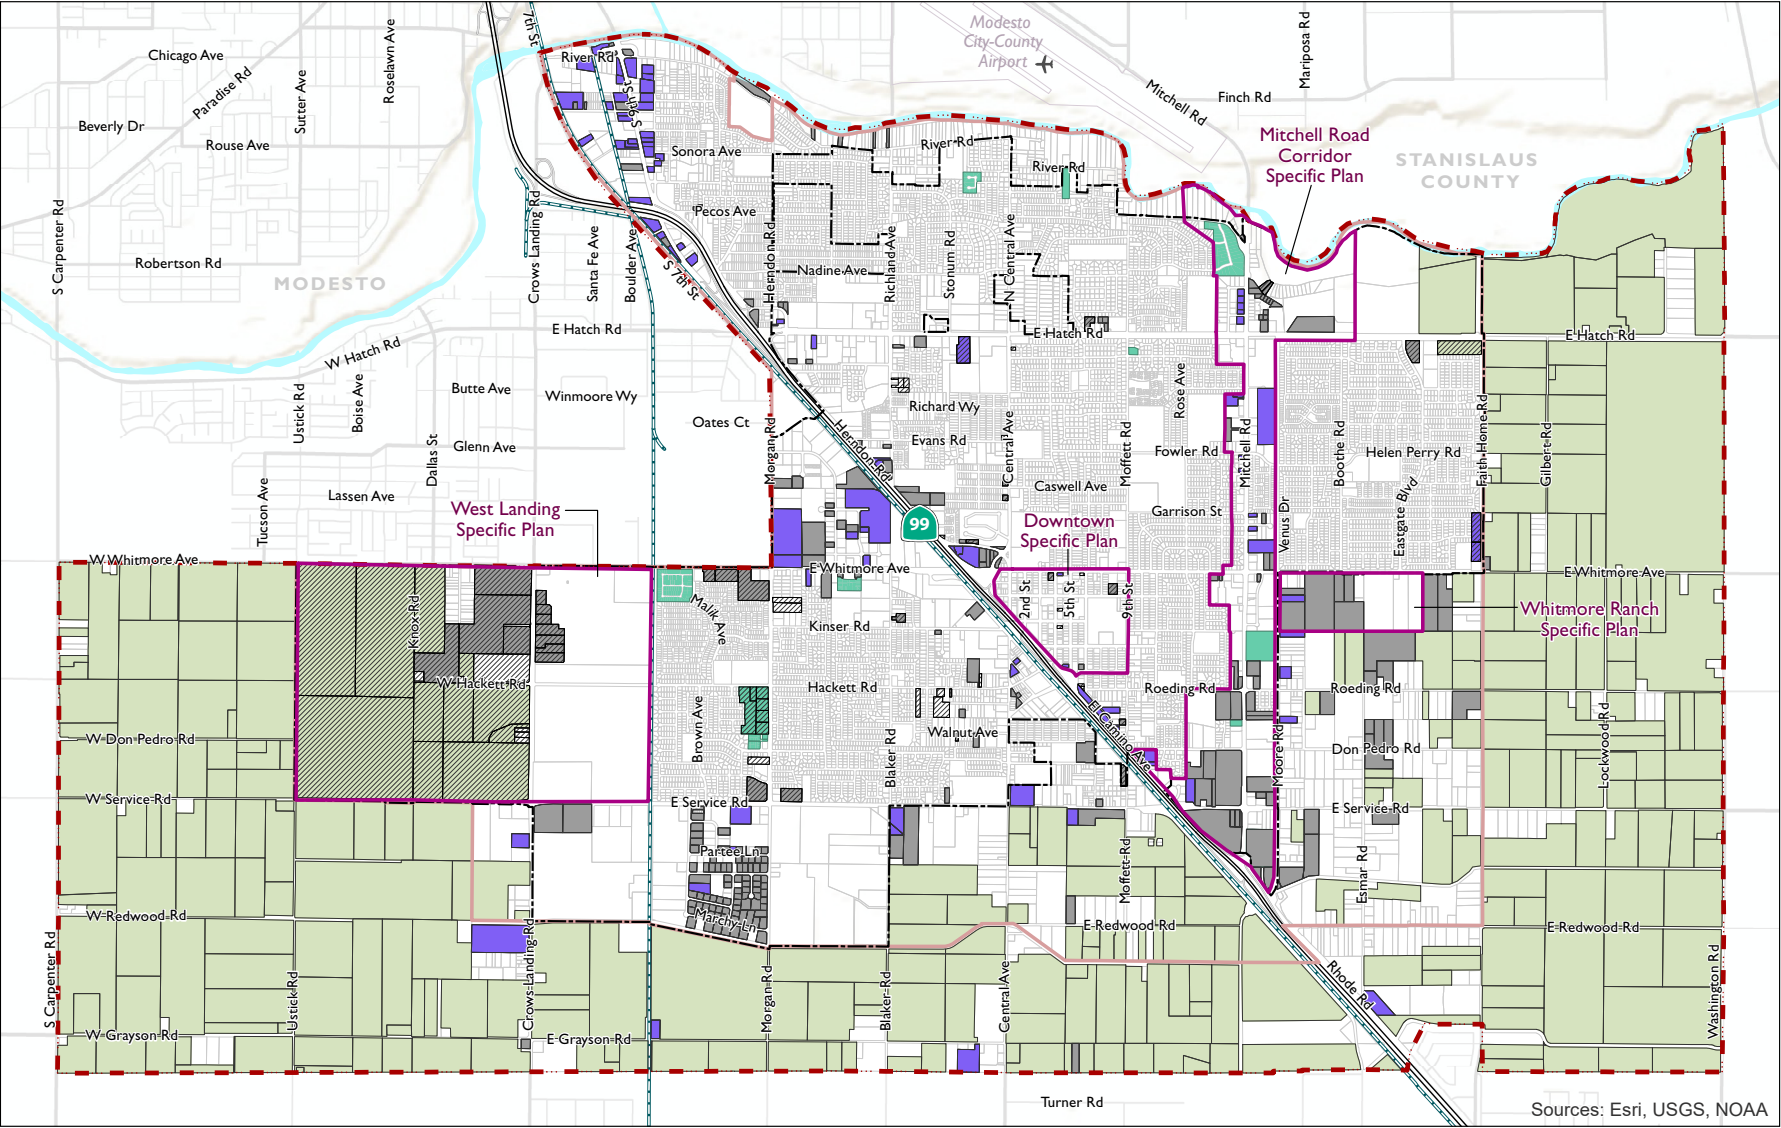 7th St
Modesto
City-County
Airport
Mariposa Rd
Chicago Ave
Roselawn Ave
River Rd
Paradise Rd
Sutter Ave
S 9th St
Mitchell Rd
Finch Rd
Beverly Dr
Rouse Ave
Sonora Ave
River Rd
River Rd
Mitchell Road
Corridor
Specific Plan
STANISLAUS
COUNTY
S Carpenter Rd
Crows Landing Rd
Pecos Ave
Santa Fe Ave
Boulder Ave
Herndon Rd
Richland Ave
Stonum Rd
N Central Ave
Robertson Rd
MODESTO
S 7th St
Nadine Ave
E Hatch Rd
E Hatch Rd
E Hatch Rd
W Hatch Rd
Ustick Rd
Boise Ave
Butte Ave
Winmoore Wy
Richard Wy
Rose Ave
Oates Ct
Morgan Rd
Herndon Rd
Evans Rd
Central Ave
Moffett Rd
Fowler Rd
Mitchell Rd
Boothe Rd
Helen Perry Rd
Faith Home Rd
Gilbert Rd
Glenn Ave
Dallas St
Tucson Ave
Lassen Ave
Caswell Ave
Eastgate Blvd
West Landing
Specific Plan
99
Downtown
Specific Plan
Garrison St
Venus Dr
W Whitmore Ave
E Whitmore Ave
E Whitmore Ave
Knox Rd
Malik Ave
Kinser Rd
2nd St
5th St
9th St
Whitmore Ranch
Specific Plan
W Hackett Rd
Hackett Rd
Roeding Rd
Roeding Rd
Brown Ave
Blaker Rd
Walnut Ave
El Camino Ave
Moore Rd
Don Pedro Rd
Lockwood Rd
W Don Pedro Rd
W Service Rd
E Service Rd
E Service Rd
Partee Ln
Moffett Rd
Esmar Rd
Marchy Ln
W Redwood Rd
E Redwood Rd
E Redwood Rd
S Carpenter Rd
Ustick Rd
Crows Landing Rd
Morgan Rd
Blaker Rd
Central Ave
Rhode Rd
Washington Rd
W Grayson Rd
E Grayson Rd
Turner Rd
Sources: Esri, USGS, NOAA